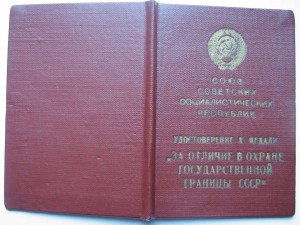 СОЮЗ
СОВЕТСКИХ
СОЦИАЛИСТИЧЕСКИХ
РЕСПУБЛИК
УДОСТОВЕРЕНИЕ К МЕДАЛИ
„ЗА ОТЛИЧИЕ В ОХРАНЕ
ГОСУДАРСТВЕННОЙ
ГРАНИЦЫ СССР“